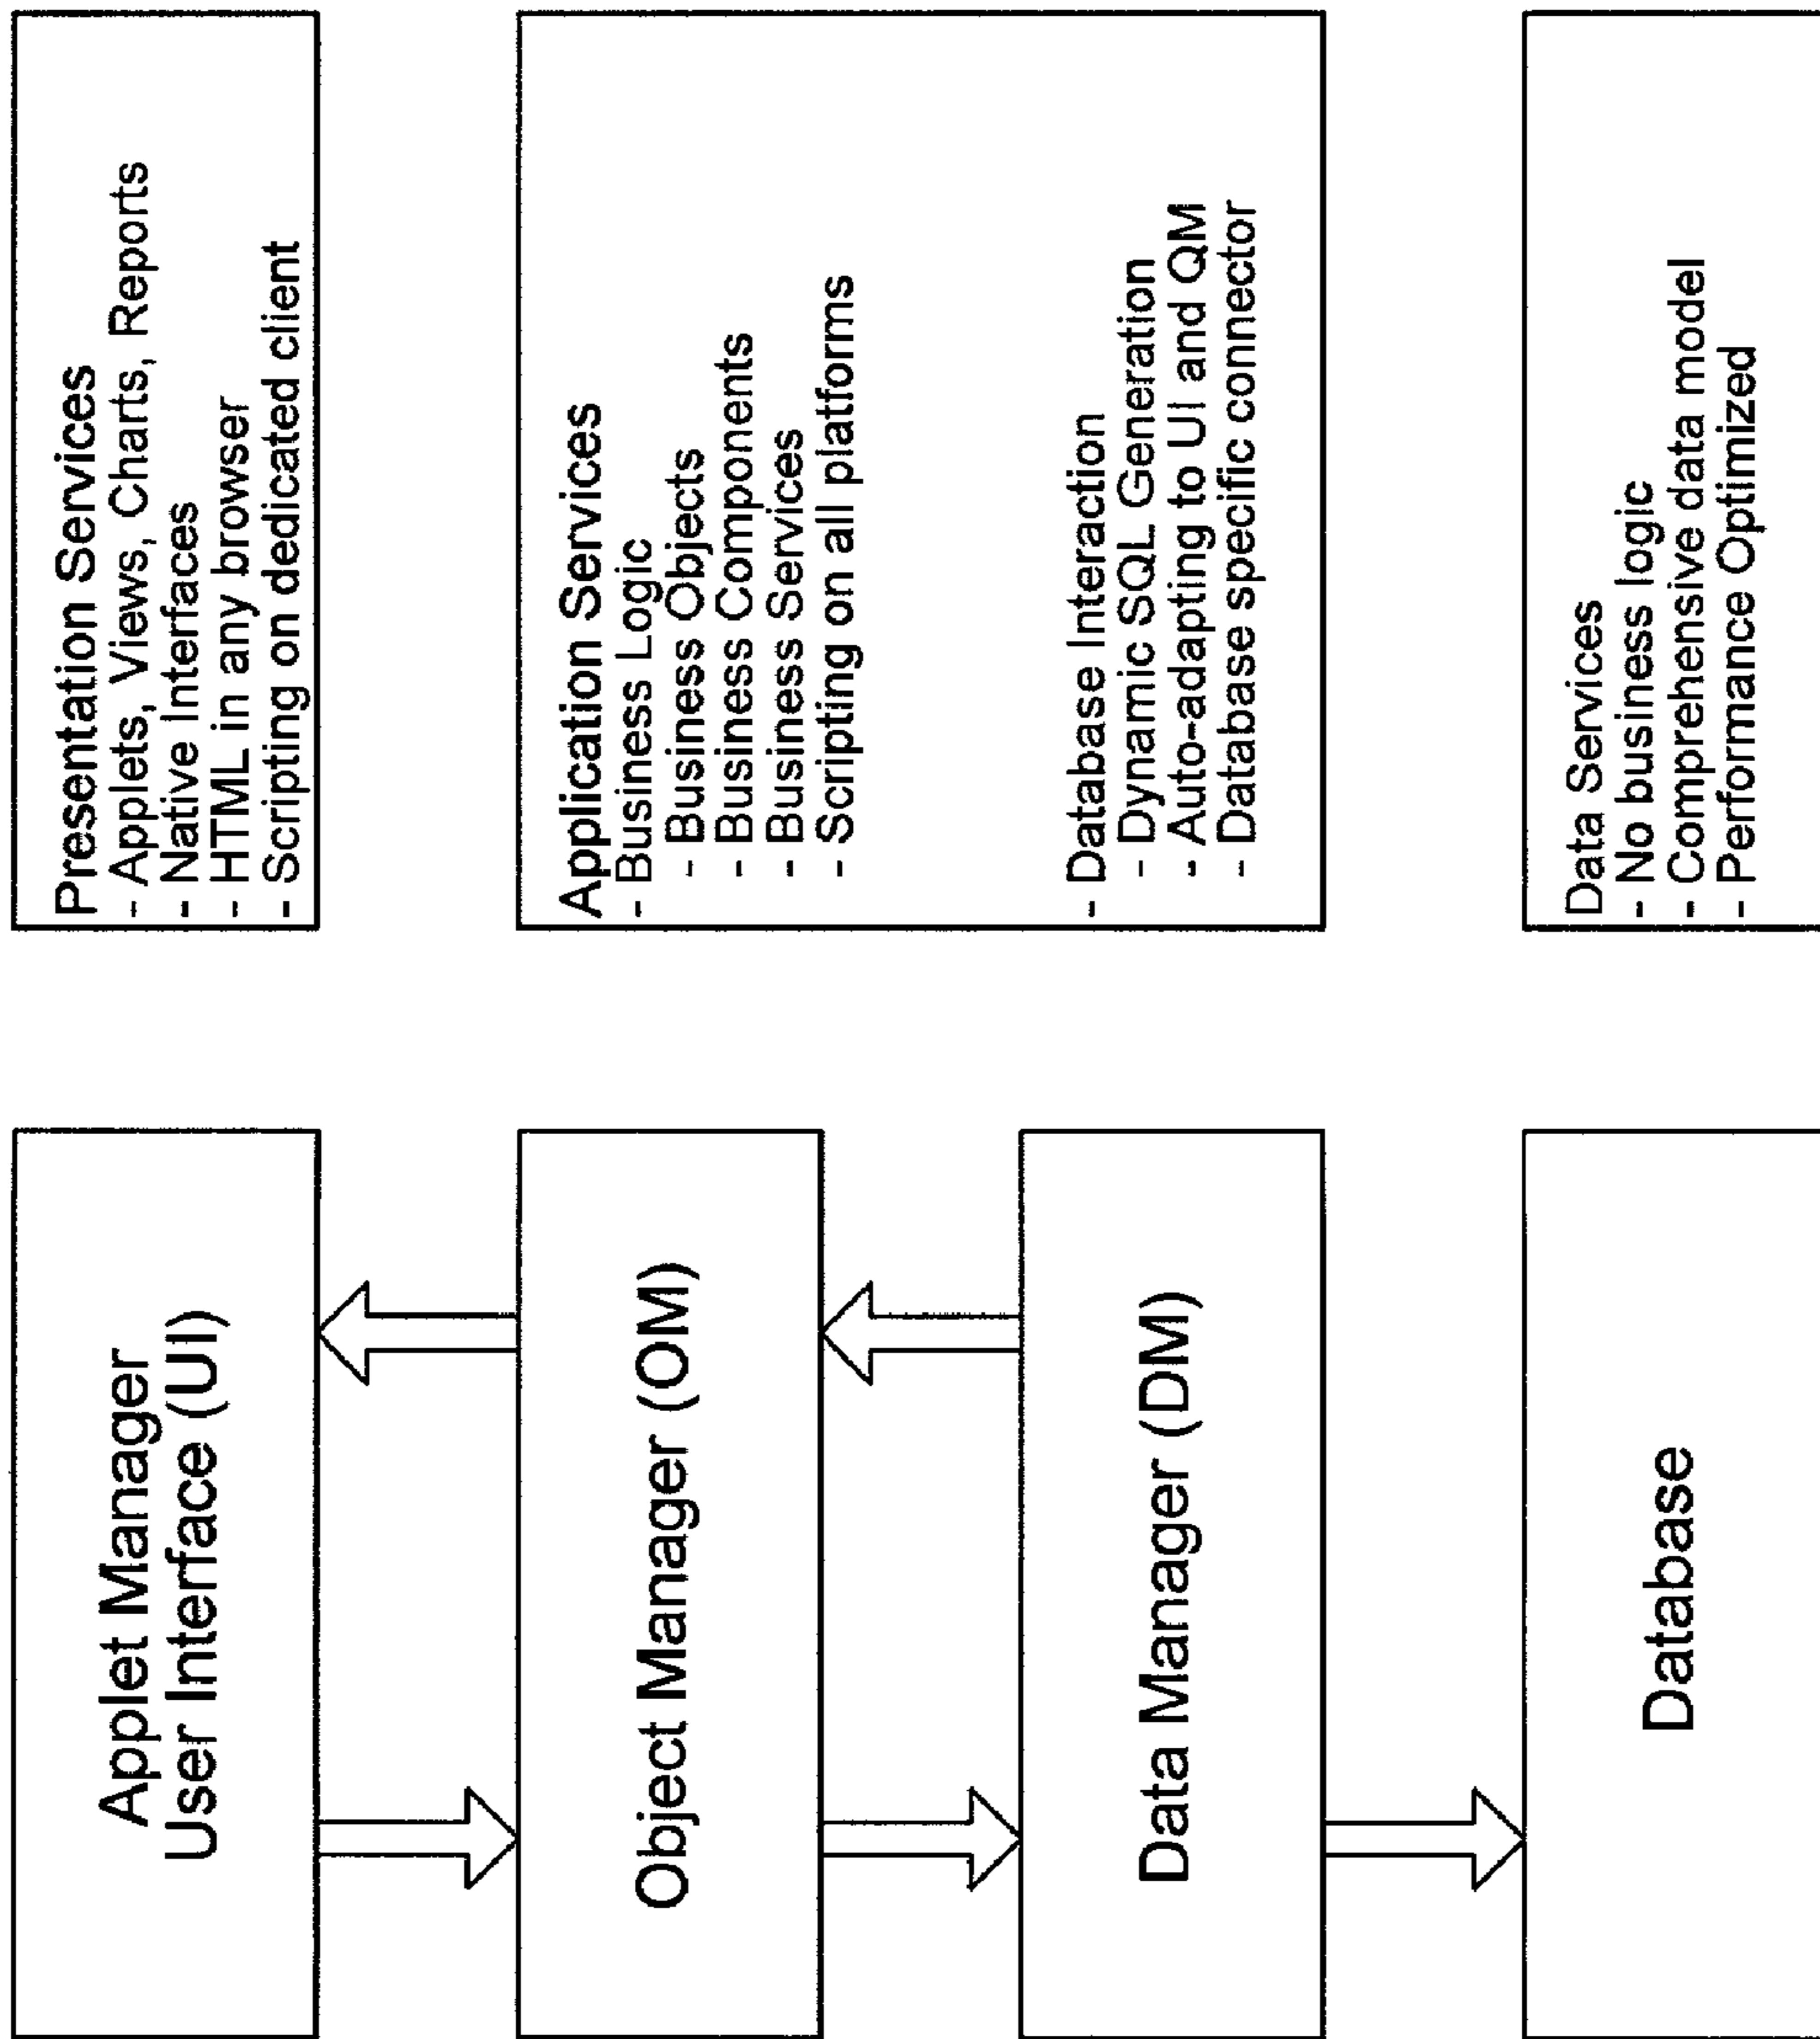 Applet Manager
User Interface (UI)
Object Manager (OM)
Data Manager (DM)
Database
Presentation Services
- Applets, Views, Charts, Reports
- Native Interfaces
- HTML in any browser
- Scripting on dedicated client
Application Services
- Business Logic
- Business Objects
- Business Components
- Business Services
- Scripting on all platforms
- Database Interaction
- Dynamic SQL Generation
- Auto-adapting to UI and QM
- Database specific connector
Data Services
- No business logic
- Comprehensive data model
- Performance Optimized